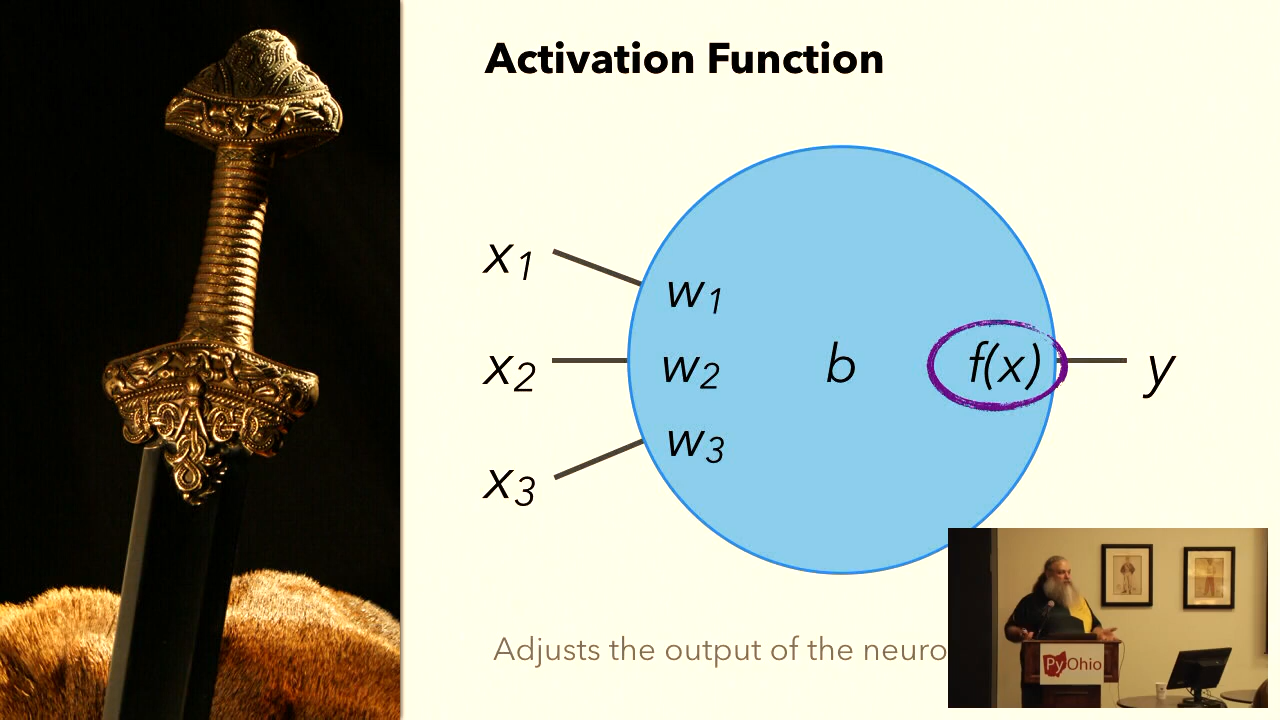 Activation Function
x1
w1
x2
w2
b
f(x)
y
w3
x3
Adjusts the output of the neuro
PyOhio